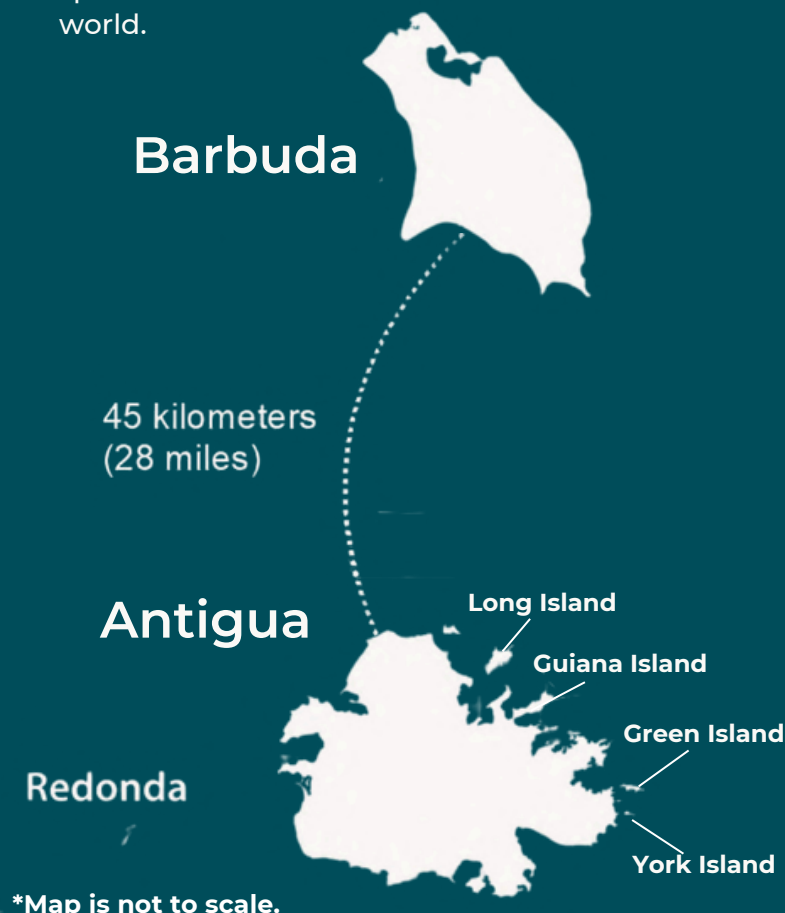 world.
Barbuda
45 kilometers
(28 miles)
Antigua
Long Island
Guiana Island
Green Island
Redonda
York Island
*Map is not to scale.